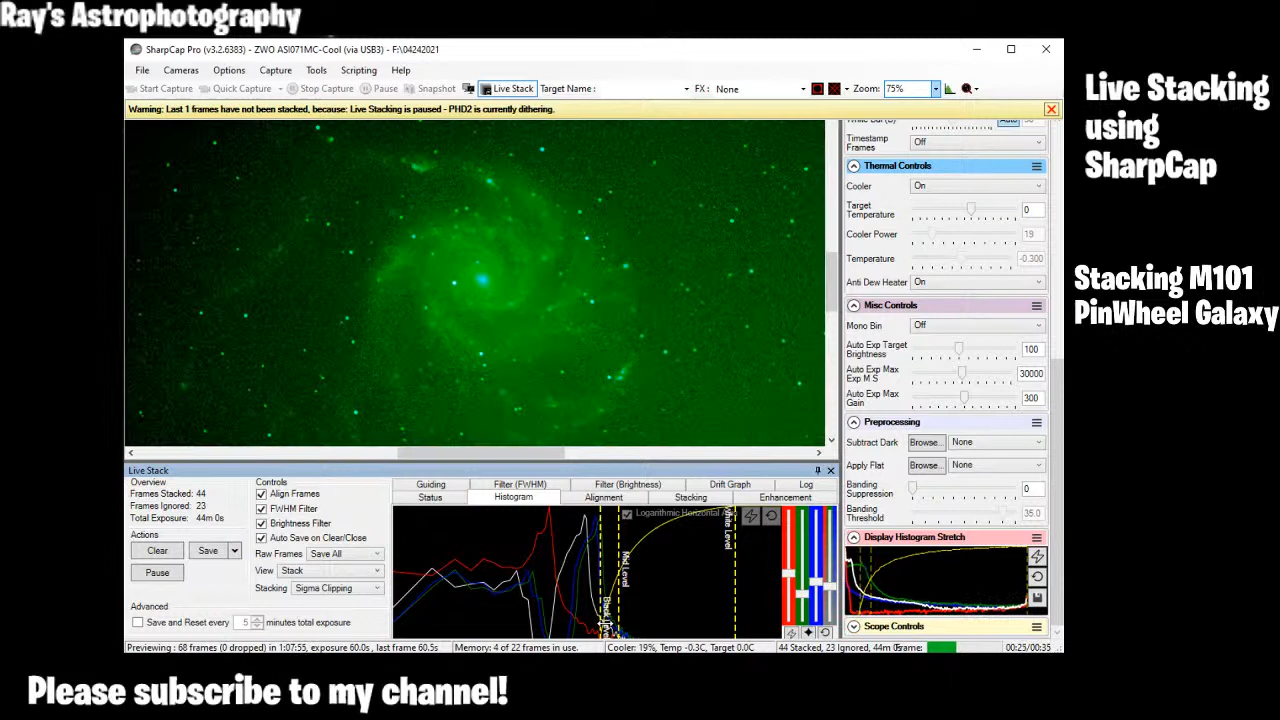 Ray's Astrophotography
SharpCap Pro (v3.2.6383) - ZWO ASI071MC-Cool (via USB3) - F:\04242021
File Cameras Options Capture Tools Scripting Help
Start Capture Quick Capture Stop Capture Pause Snapshot Live Stack Target Name : FX : None Zoom: 75%
Warning: Last 1 frames have not been stacked, because: Live Stacking is paused - PHD2 is currently dithering.
Live Stacking
using
SharpCap
Stacking M101
PinWheel Galaxy
Timestamp
Frames
Off
Thermal Controls
Cooler On
Target
Temperature
0
Cooler Power 19
Temperature -0.300
Anti Dew Heater On
Misc Controls
Mono Bin Off
Auto Exp Target
Brightness
100
Auto Exp Max
Exp M S
30000
Auto Exp Max
Gain
300
Preprocessing
Subtract Dark Browse... None
Apply Flat Browse... None
Banding
Suppression
0
Banding
Threshold
35.0
Display Histogram Stretch
Scope Controls
Live Stack
Overview
Frames Stacked: 44
Frames Ignored: 23
Total Exposure: 44m 0s
Actions
Clear Save
Pause
Controls
Align Frames
FWHM Filter
Brightness Filter
Auto Save on Clear/Close
Raw Frames Save All
View Stack
Stacking Sigma Clipping
Advanced
Save and Reset every 5 minutes total exposure
Guiding Filter (FWHM) Filter (Brightness) Drift Graph Log
Status Histogram Alignment Stacking Enhancement
Logarithmic Horizontal
Black Level
Mid Level
White Level
Previewing : 68 frames (0 dropped) in 1:07:55, exposure 60.0s, last frame 60.5s
Memory: 4 of 22 frames in use.
Cooler: 19%, Temp -0.3C, Target 0.0C
44 Stacked, 23 Ignored, 44m
Frame:
00:25/00:35
Please subscribe to my channel!